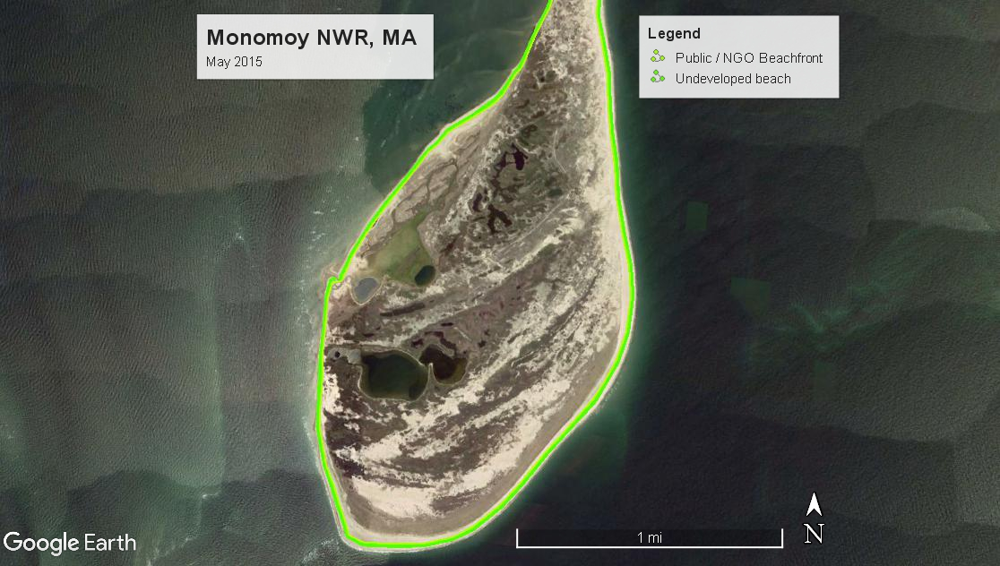 Monomoy NWR, MA
May 2015
Legend
Public / NGO Beachfront
Undeveloped beach
1 mi
N
Google Earth